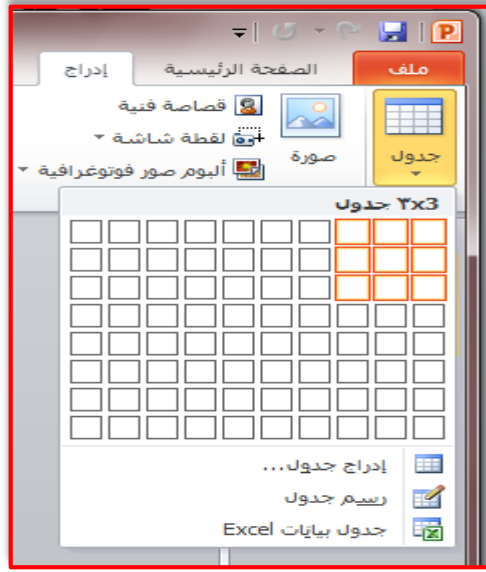 P
ملف الصفحة الرئيسية إدراج
جدول
صورة
قصاصة فنية
لقطة شاشة
ألبوم صور فوتوغرافية
٣x3 جدول
إدراج جدول...
رسم جدول
جدول بيانات Excel